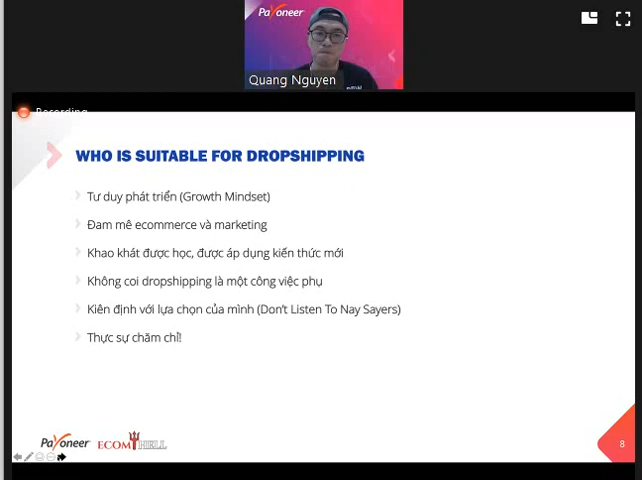 Payoneer
Quang Nguyen
Recording
WHO IS SUITABLE FOR DROPSHIPPING
Tư duy phát triển (Growth Mindset)
Đam mê ecommerce và marketing
Khao khát được học, được áp dụng kiến thức mới
Không coi dropshipping là một công việc phụ
Kiên định với lựa chọn của mình (Don't Listen To Nay Sayers)
Thực sự chăm chỉ!
Payoneer ECOM HELL
8